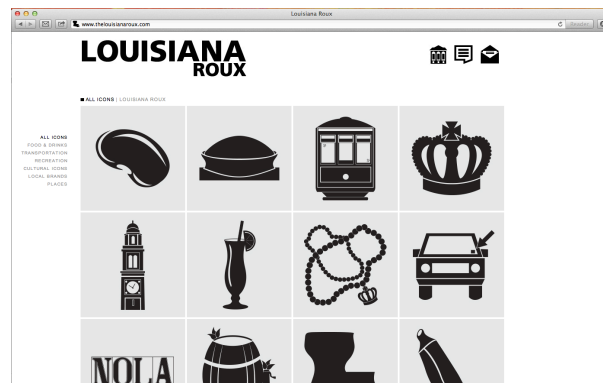 Louisiana Roux
www.thelouisianaroux.com
Reader
LOUISIANA
ROUX
ALL ICONS | LOUISIANA ROUX
ALL ICONS
FOOD & DRINKS
TRANSPORTATION
RECREATION
CULTURAL ICONS
LOCAL BRANDS
PLACES
NOLA